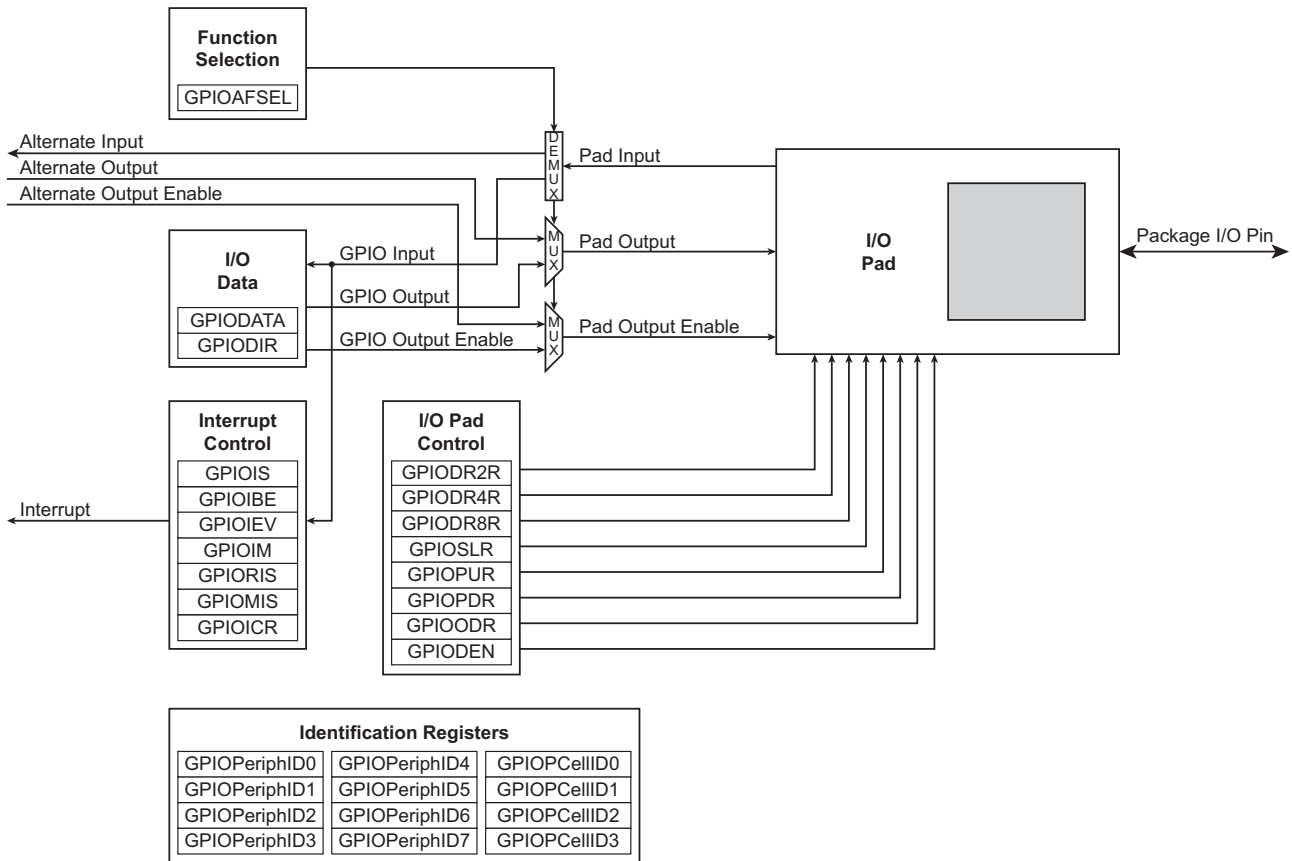 Function
Selection
GPIOAFSEL
Alternate Input
Alternate Output
Alternate Output Enable
D
E
M
U
X
Pad Input
M
U
X
Pad Output
M
U
X
Pad Output Enable
I/O
Pad
Package I/O Pin
I/O
Data
GPIODATA
GPIODIR
GPIO Input
GPIO Output
GPIO Output Enable
Interrupt
Control
GPIOIS
GPIOIBE
GPIOIEV
GPIOIM
GPIORIS
GPIOMIS
GPIOICR
Interrupt
I/O Pad
Control
GPIODR2R
GPIODR4R
GPIODR8R
GPIOSLR
GPIOPUR
GPIOPDR
GPIOODR
GPIODEN
Identification Registers
GPIOPeriphID0 GPIOPeriphID4 GPIOPCellID0
GPIOPeriphID1 GPIOPeriphID5 GPIOPCellID1
GPIOPeriphID2 GPIOPeriphID6 GPIOPCellID2
GPIOPeriphID3 GPIOPeriphID7 GPIOPCellID3